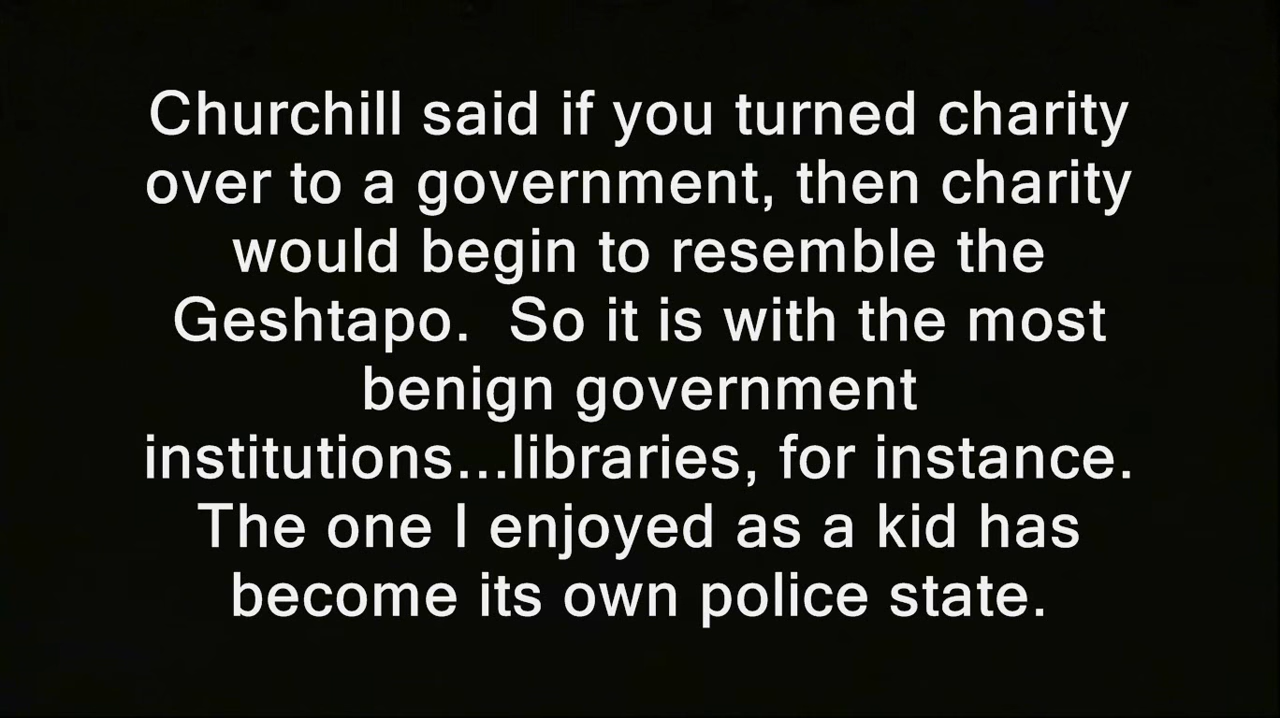 Churchill said if you turned charity
over to a government, then charity
would begin to resemble the
Geshtapo.  So it is with the most
benign government
institutions...libraries, for instance.
The one I enjoyed as a kid has
become its own police state.